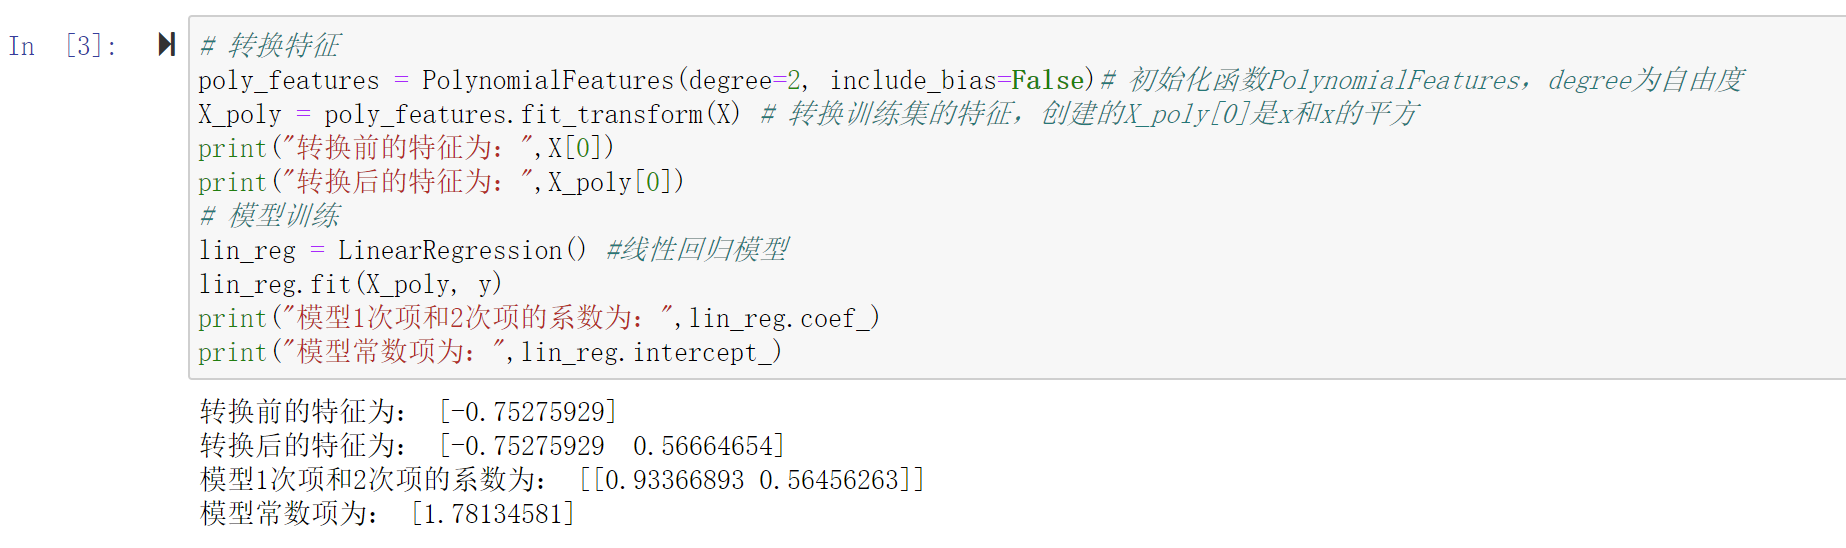 In [3]:
# 转换特征
poly_features = PolynomialFeatures(degree=2, include_bias=False)# 初始化函数PolynomialFeatures，degree为自由度
X_poly = poly_features.fit_transform(X) # 转换训练集的特征，创建的X_poly[0]是x和x的平方
print("转换前的特征为：",X[0])
print("转换后的特征为：",X_poly[0])
# 模型训练
lin_reg = LinearRegression() #线性回归模型
lin_reg.fit(X_poly, y)
print("模型1次项和2次项的系数为：",lin_reg.coef_)
print("模型常数项为：",lin_reg.intercept_)
转换前的特征为： [-0.75275929]
转换后的特征为： [-0.75275929  0.56664654]
模型1次项和2次项的系数为： [[0.93366893 0.56456263]]
模型常数项为： [1.78134581]